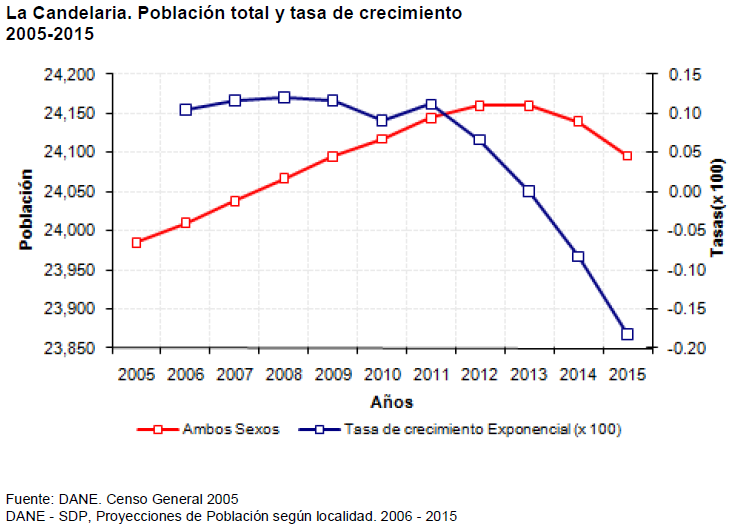 La Candelaria. Población total y tasa de crecimiento
2005-2015
24,200
24,150
24,100
24,050
24,000
23,950
23,900
23,850
Población
0.15
0.10
0.05
0.00
-0.05
-0.10
-0.15
-0.20
Tasas(x 100)
2005 2006 2007 2008 2009 2010 2011 2012 2013 2014 2015
Años
Ambos Sexos Tasa de crecimiento Exponencial (x 100)
Fuente: DANE. Censo General 2005
DANE - SDP, Proyecciones de Población según localidad. 2006 - 2015